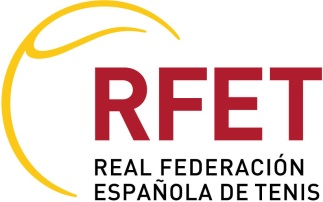 RFET
REAL FEDERACIÓN
ESPAÑOLA DE TENIS